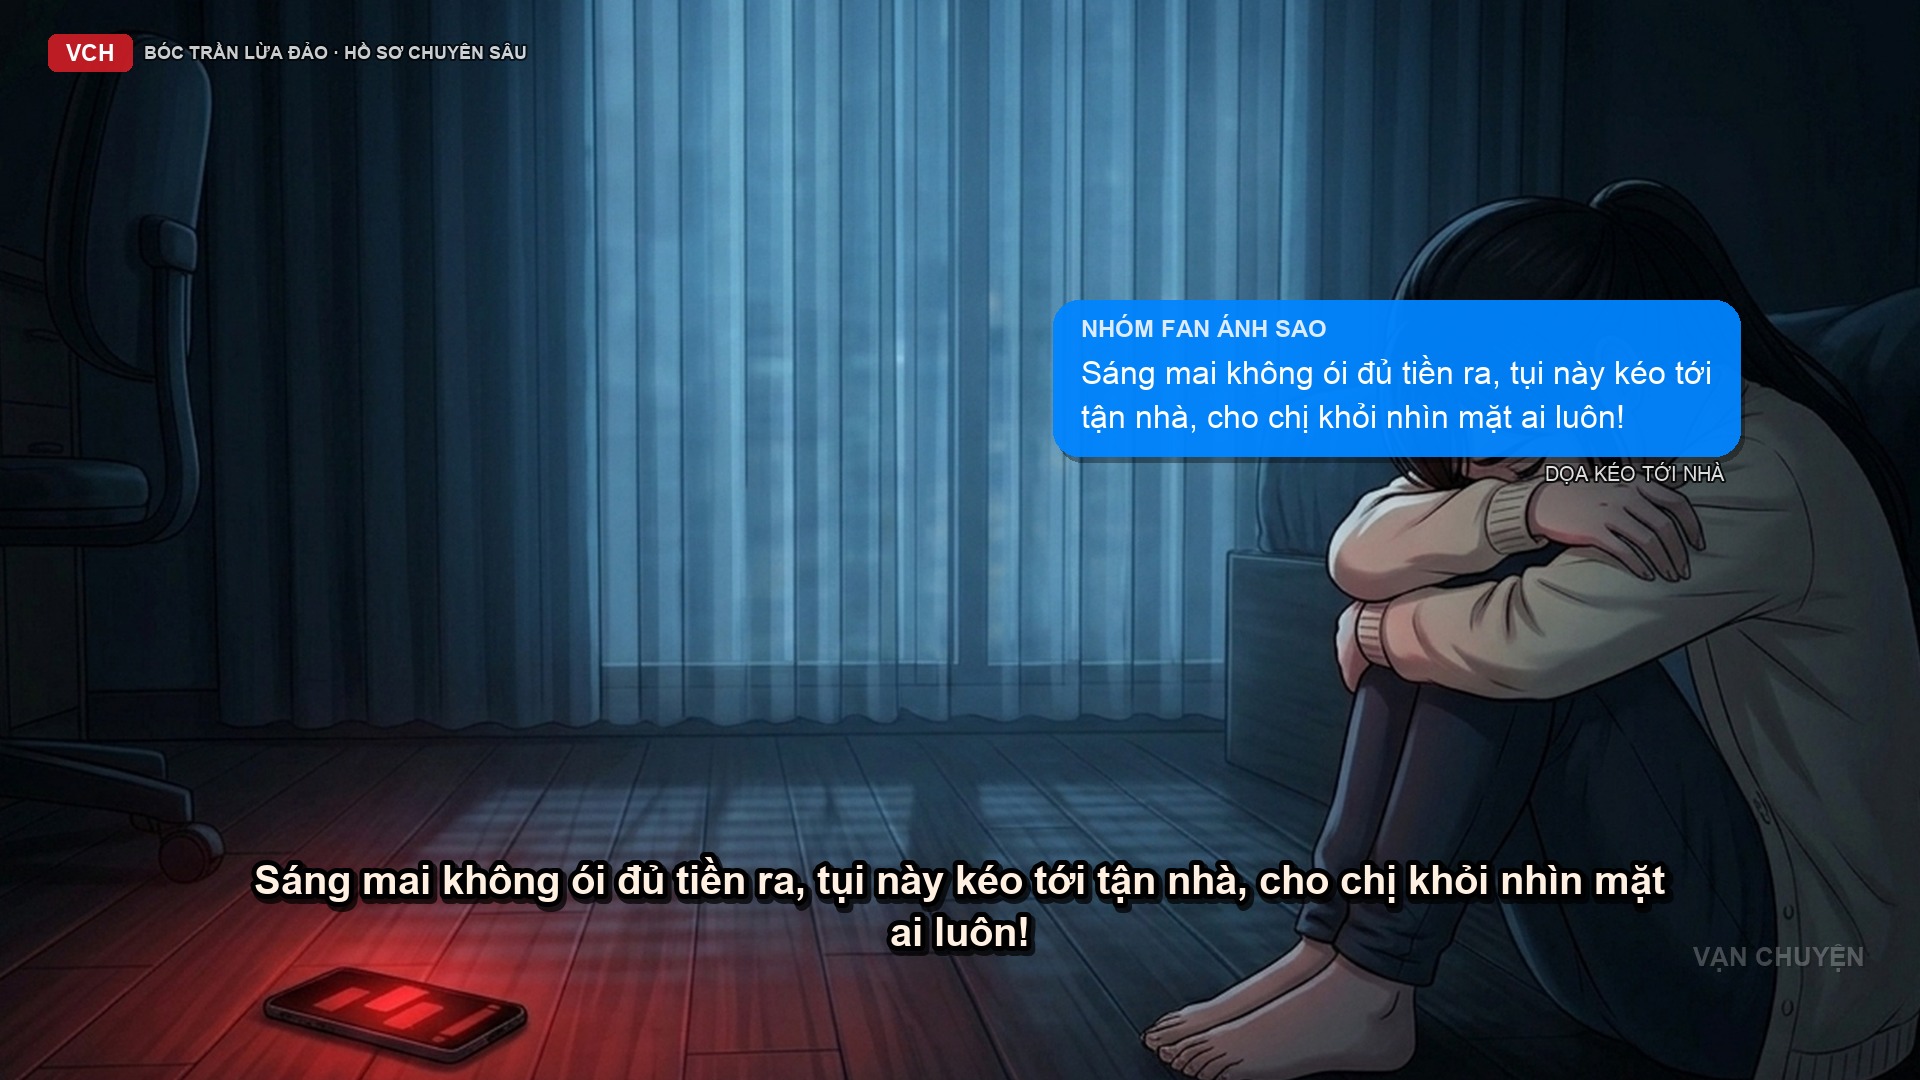 VCH BÓC TRẦN LỪA ĐẢO · HỒ SƠ CHUYÊN SÂU
NHÓM FAN ÁNH SAO
Sáng mai không ói đủ tiền ra, tụi này kéo tới
tận nhà, cho chị khỏi nhìn mặt ai luôn!
DỌA KÉO TỚI NHÀ
Sáng mai không ói đủ tiền ra, tụi này kéo tới tận nhà, cho chị khỏi nhìn mặt
ai luôn!
VẠN CHUYỆN